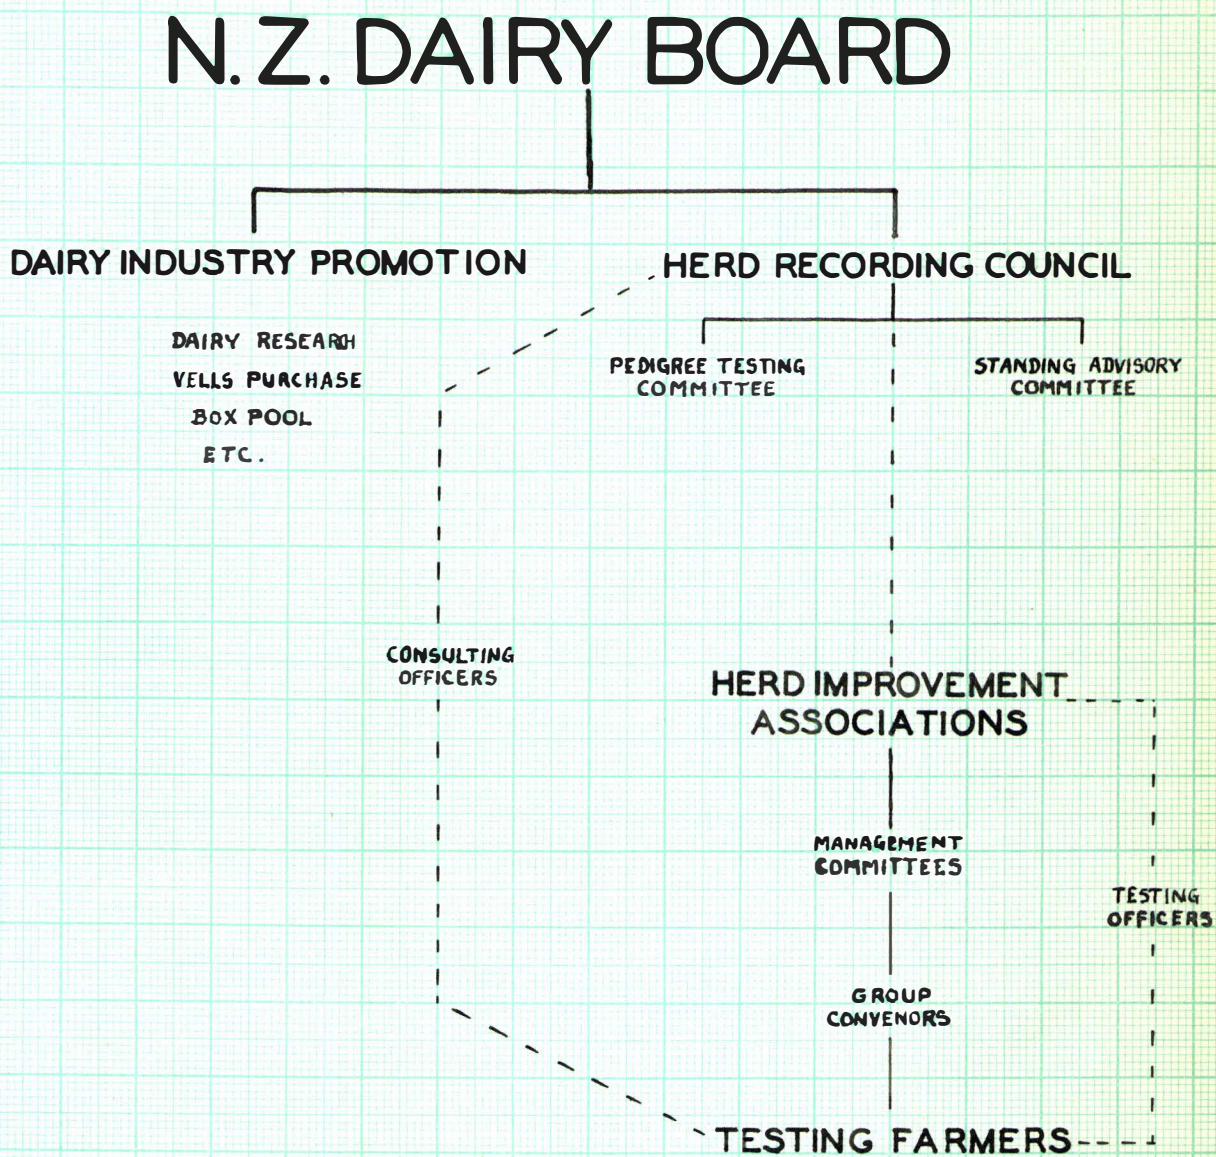 N.Z. DAIRY BOARD
DAIRY INDUSTRY PROMOTION
HERD RECORDING COUNCIL
DAIRY RESEARCH
VELLS PURCHASE
BOX POOL
ETC.
PEDIGREE TESTING
COMMITTEE
STANDING ADVISORY
COMMITTEE
CONSULTING
OFFICERS
HERD IMPROVEMENT
ASSOCIATIONS
MANAGEMENT
COMMITTEES
TESTING
OFFICERS
GROUP
CONVENORS
TESTING FARMERS